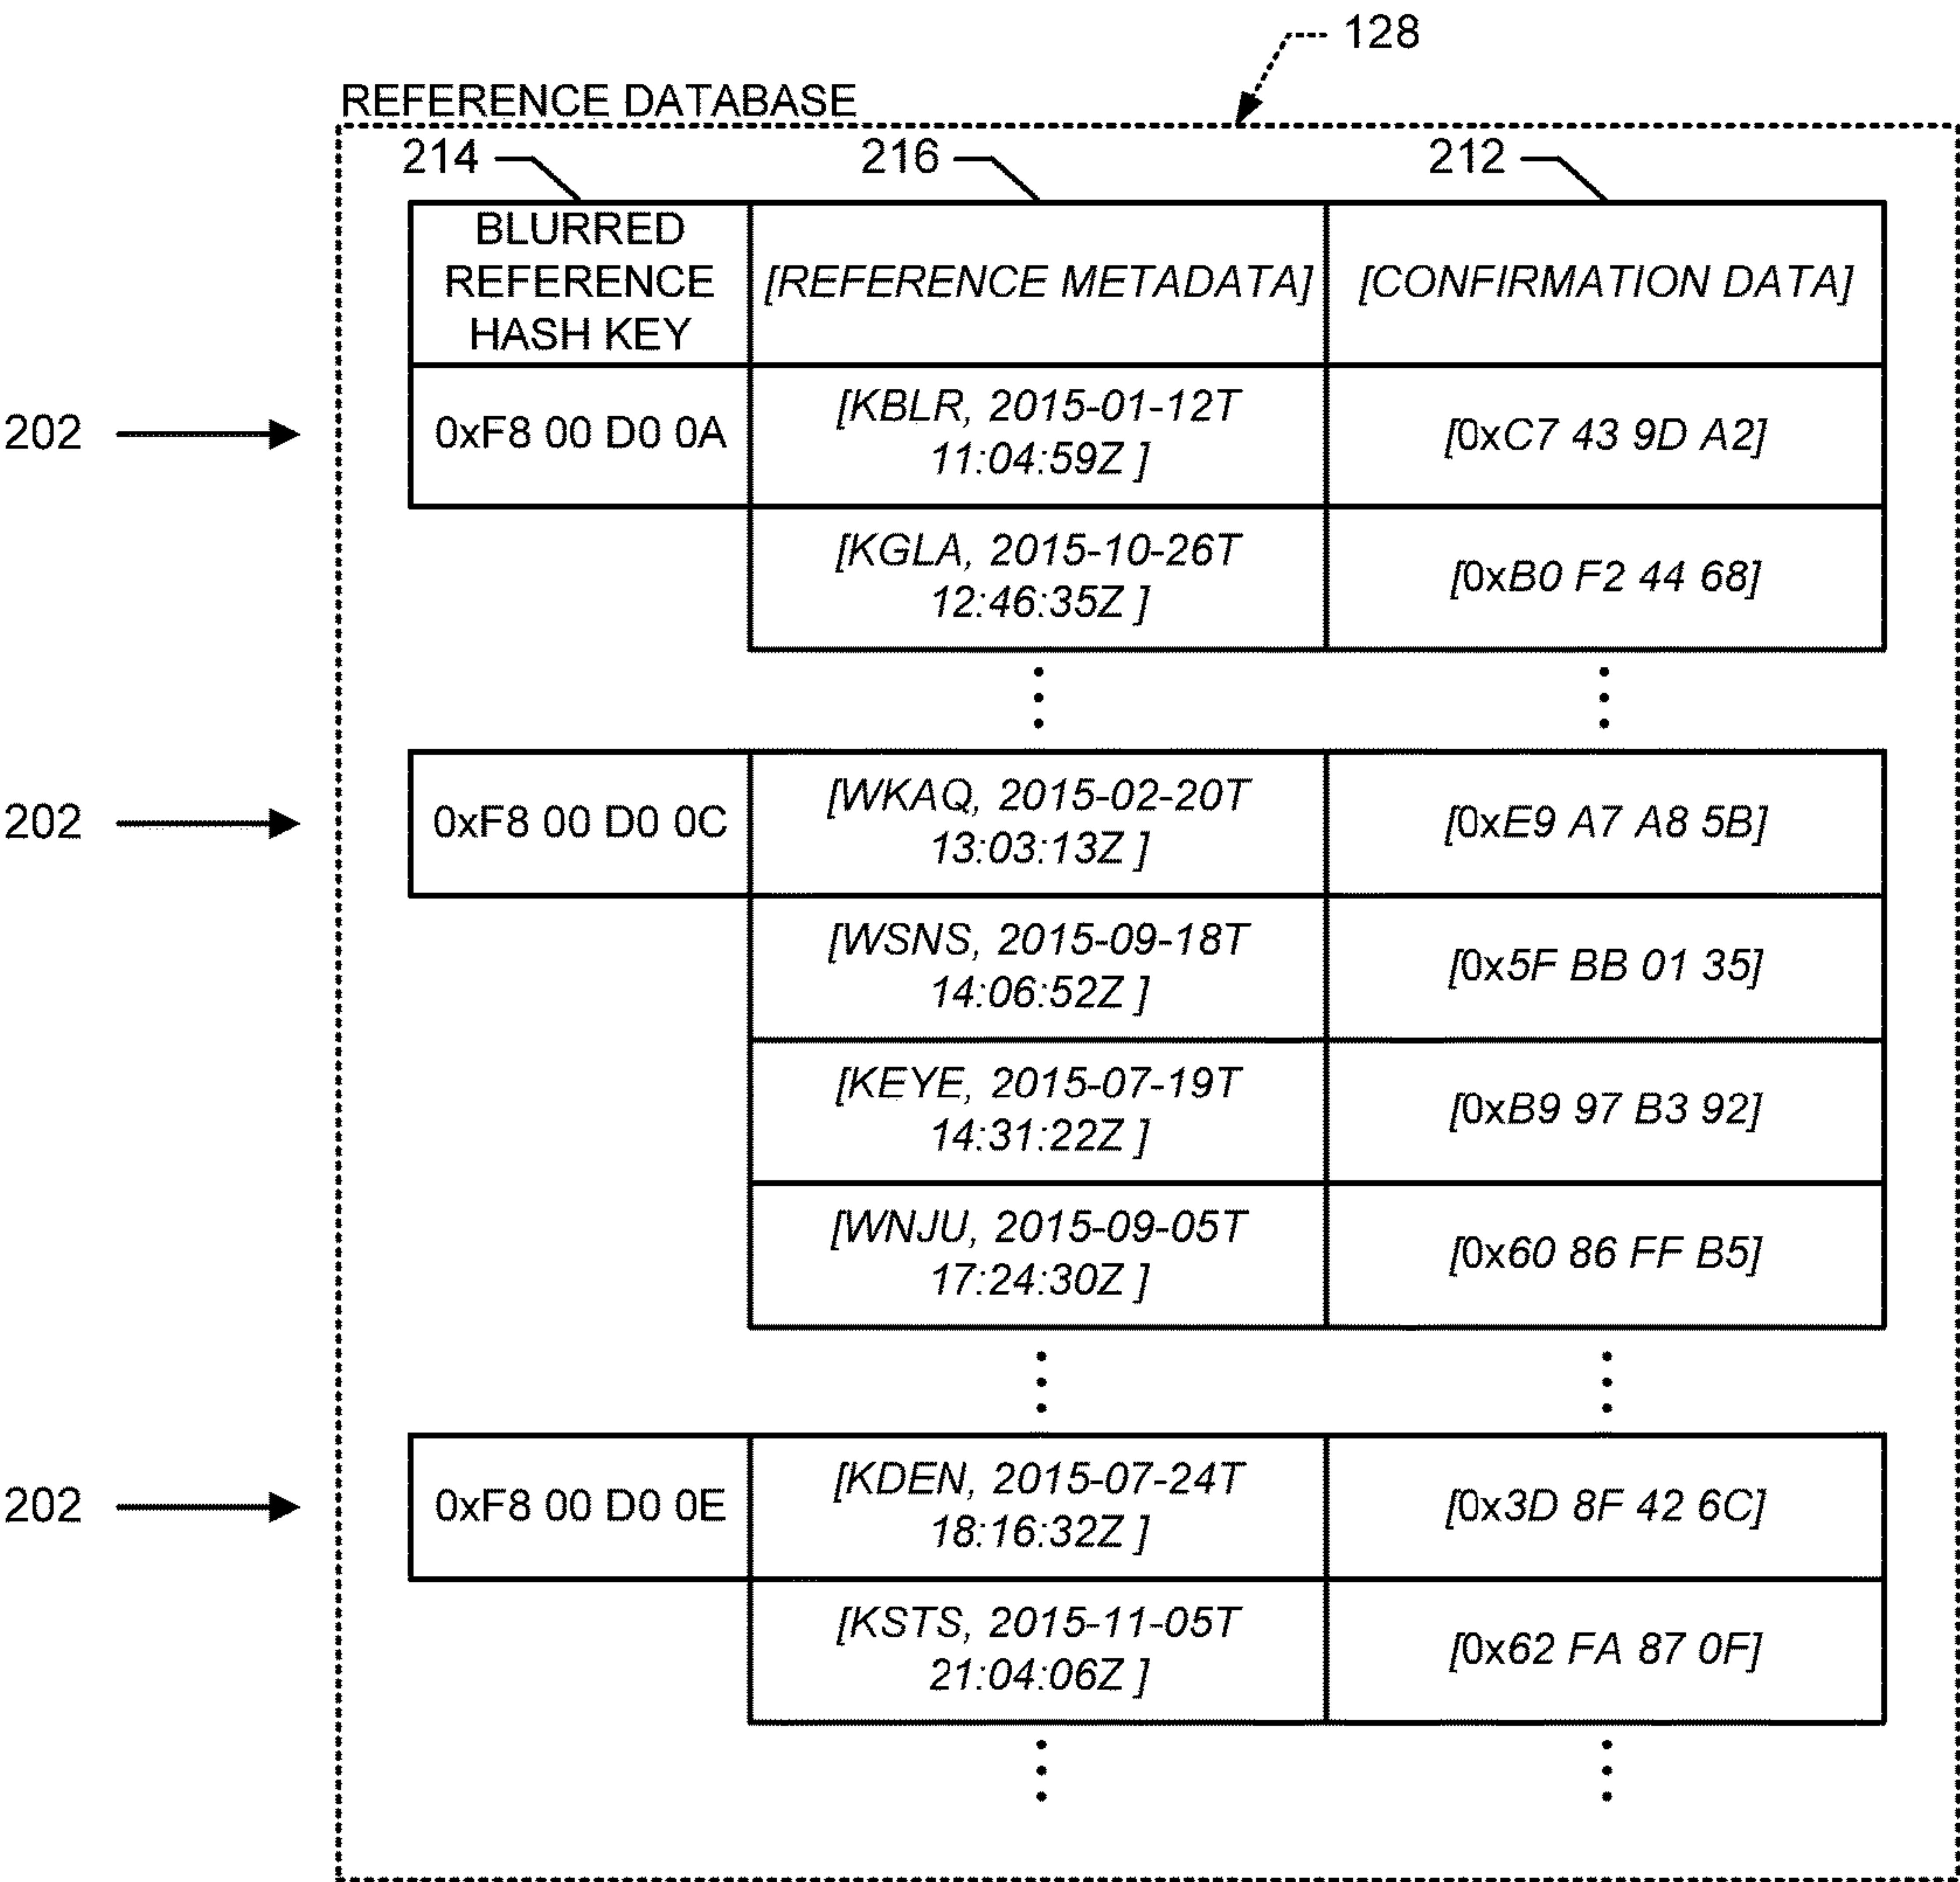 128
REFERENCE DATABASE
214
216
212
BLURRED
REFERENCE
HASH KEY
[REFERENCE METADATA]
[CONFIRMATION DATA]
202
0xF8 00 D0 0A
[KBLR, 2015-01-12T
11:04:59Z ]
[0xC7 43 9D A2]
[KGLA, 2015-10-26T
12:46:35Z ]
[0xB0 F2 44 68]
202
0xF8 00 D0 0C
[WKAQ, 2015-02-20T
13:03:13Z ]
[0xE9 A7 A8 5B]
[WSNS, 2015-09-18T
14:06:52Z ]
[0x5F BB 01 35]
[KEYE, 2015-07-19T
14:31:22Z ]
[0xB9 97 B3 92]
[WNJU, 2015-09-05T
17:24:30Z ]
[0x60 86 FF B5]
202
0xF8 00 D0 0E
[KDEN, 2015-07-24T
18:16:32Z ]
[0x3D 8F 42 6C]
[KSTS, 2015-11-05T
21:04:06Z ]
[0x62 FA 87 0F]